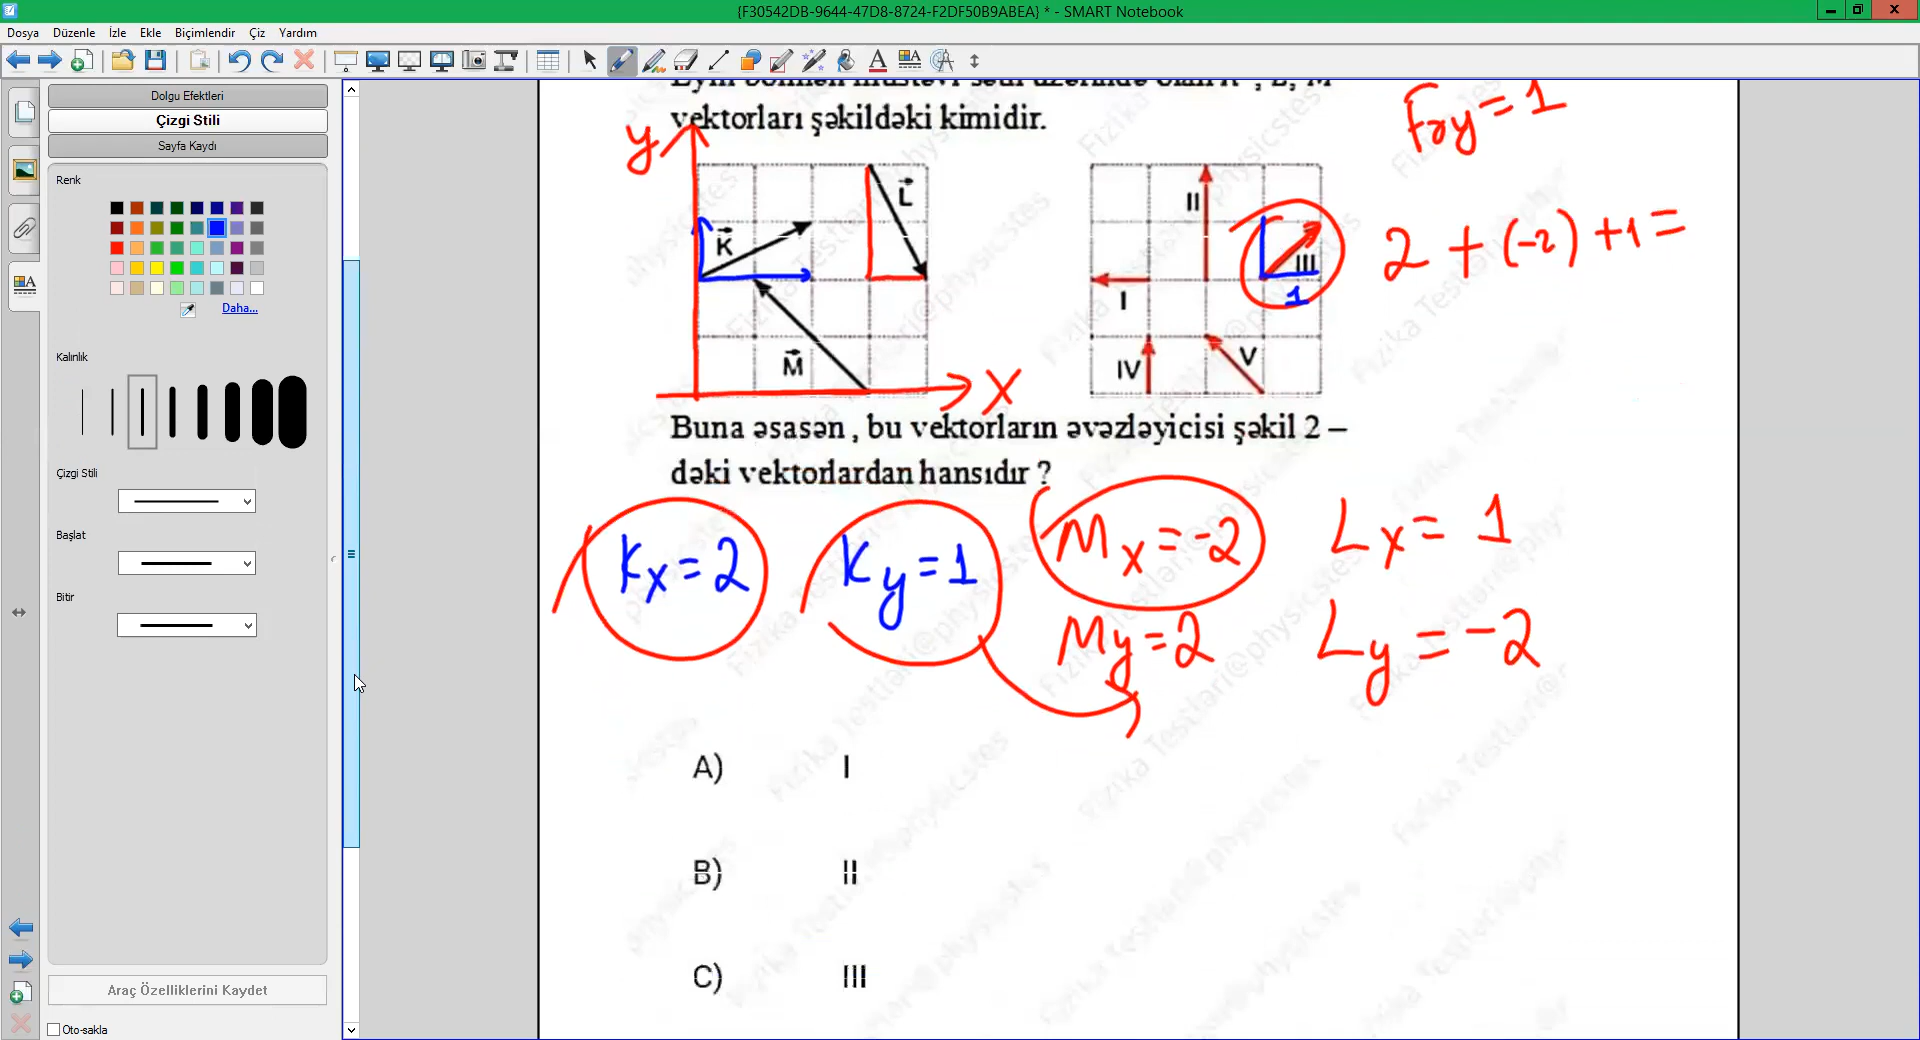 {F30542DB-9644-47D8-8724-F2DF50B9ABEA} * - SMART Notebook
Dosya Düzenle İzle Ekle Biçimlendir Çiz Yardım
Dolgu Efektleri
Çizgi Stili
Sayfa Kaydı
Renk
Daha...
Kalınlık
Çizgi Stili
Başlat
Bitir
Araç Özelliklerini Kaydet
Oto-sakla
vektorları şəkildəki kimidir.
Fry = 1
y
K
L
M
x
I
II
III
1
IV
V
2 + (-2) + 1 =
Buna əsasən , bu vektorların əvəzləyicisi şəkil 2 –
dəki vektorlardan hansıdır ?
Kx = 2 Ky = 1 Mx = -2 Lx = 1
My = 2 Ly = -2
A) I
B) II
C) III